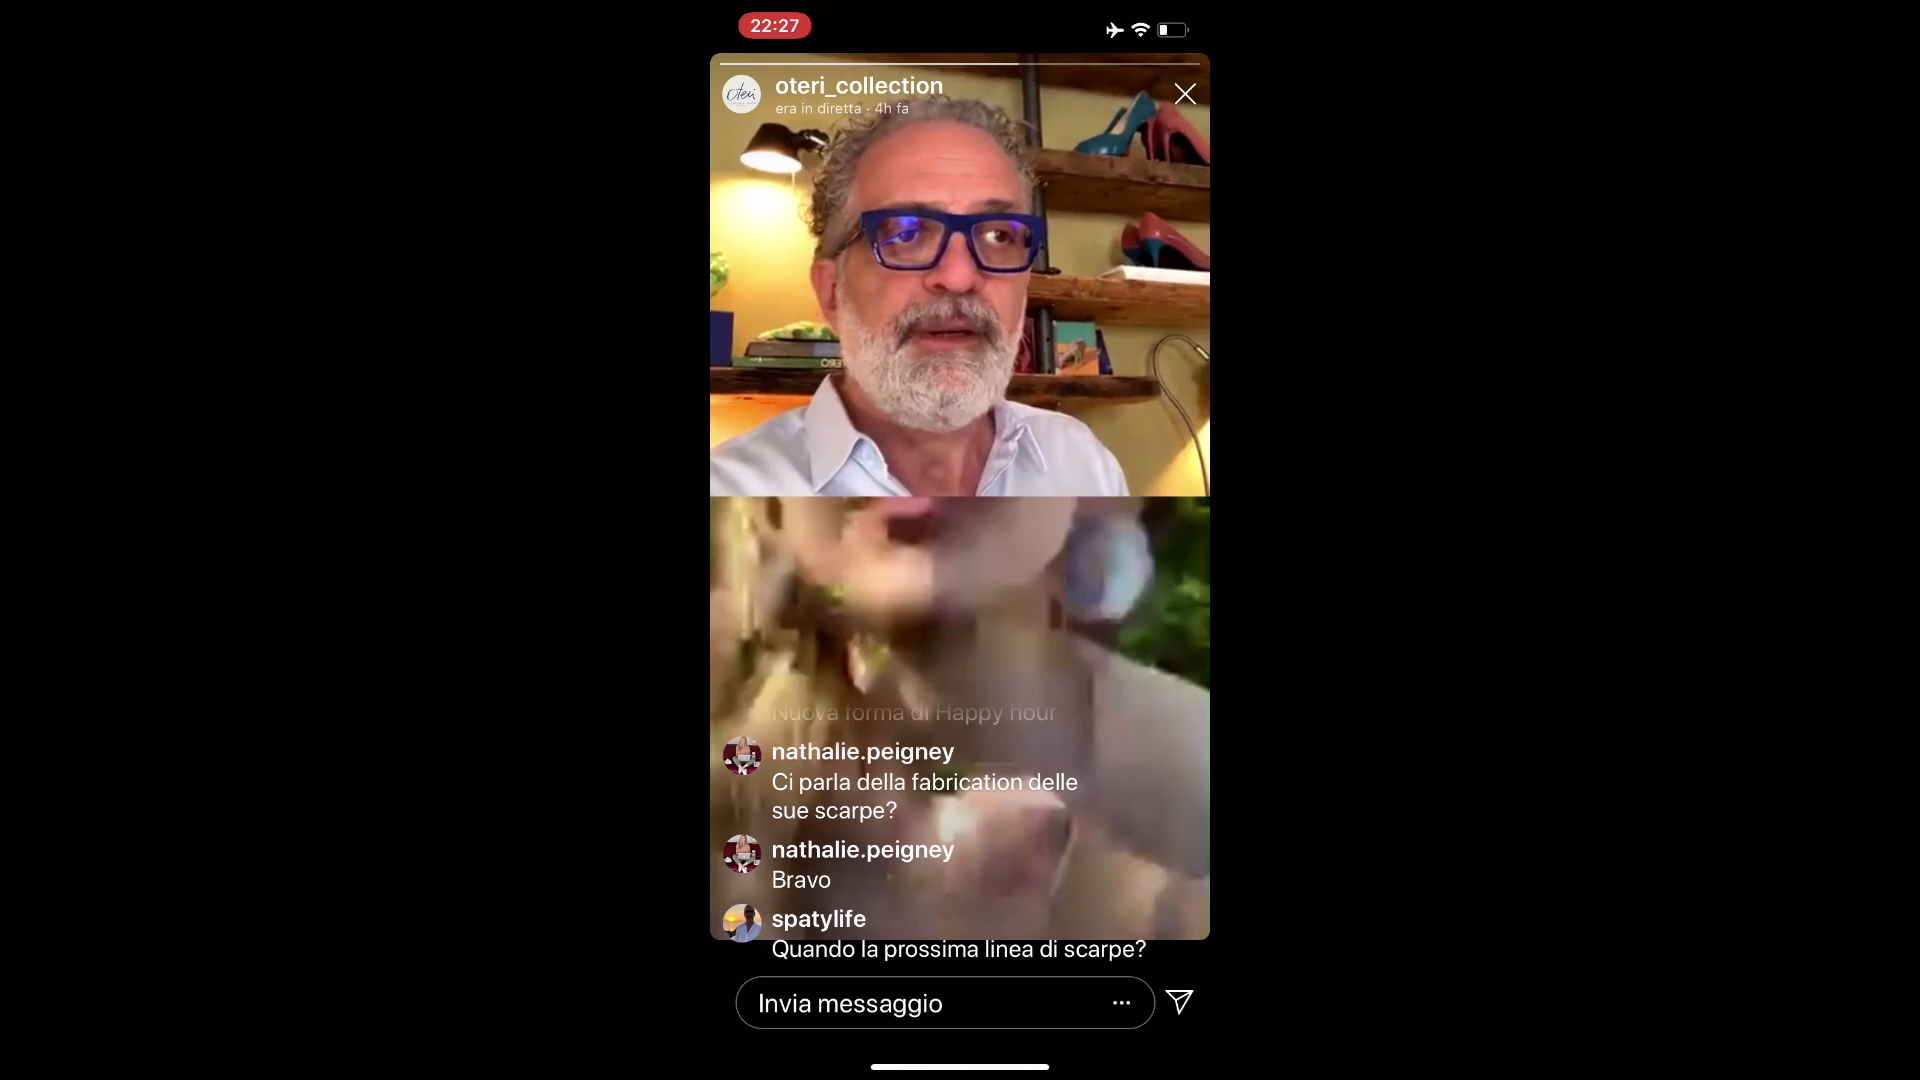 22:27
oteri_collection
era in diretta · 4h fa
Oteri
Nuova forma di Happy hour
nathalie.peigney
Ci parla della fabrication delle
sue scarpe?
nathalie.peigney
Bravo
spatylife
Quando la prossima linea di scarpe?
Invia messaggio